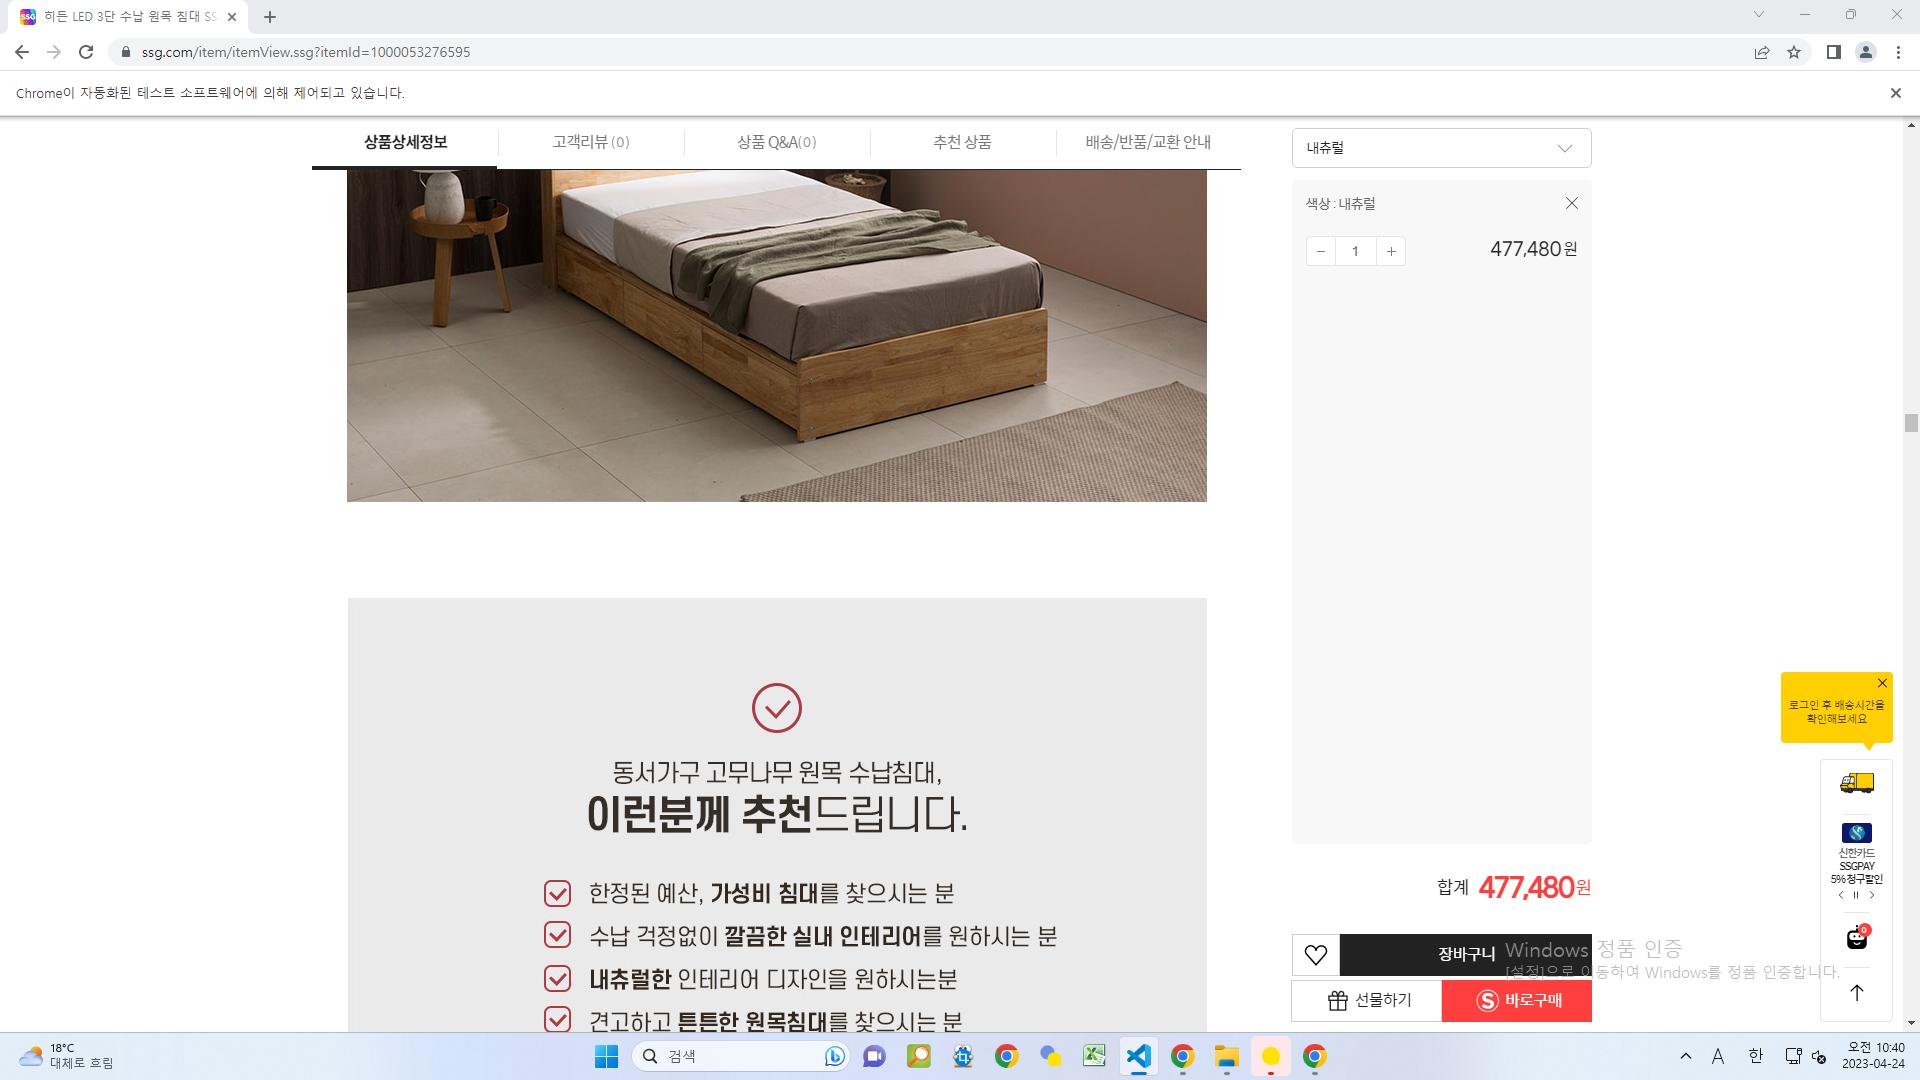 히든 LED 3단 수납 원목 침대 SS
ssg.com/item/itemView.ssg?itemId=1000053276595
Chrome이 자동화된 테스트 소프트웨어에 의해 제어되고 있습니다.
상품상세정보
고객리뷰 (0)
상품 Q&A(0)
추천 상품
배송/반품/교환 안내
내츄럴
색상 : 내츄럴
1
477,480원
동서가구 고무나무 원목 수납침대,
이런분께 추천드립니다.
한정된 예산, 가성비 침대를 찾으시는 분
수납 걱정없이 깔끔한 실내 인테리어를 원하시는 분
내츄럴한 인테리어 디자인을 원하시는분
견고하고 튼튼한 원목침대를 찾으시는 분
로그인 후 배송시간을
확인해보세요
신한카드
SSGPAY
5% 청구할인
0
합계 477,480원
장바구니
선물하기
바로구매
Windows 정품 인증
[설정]으로 이동하여 Windows를 정품 인증합니다.
18°C
대체로 흐림
검색
A
한
오전 10:40
2023-04-24